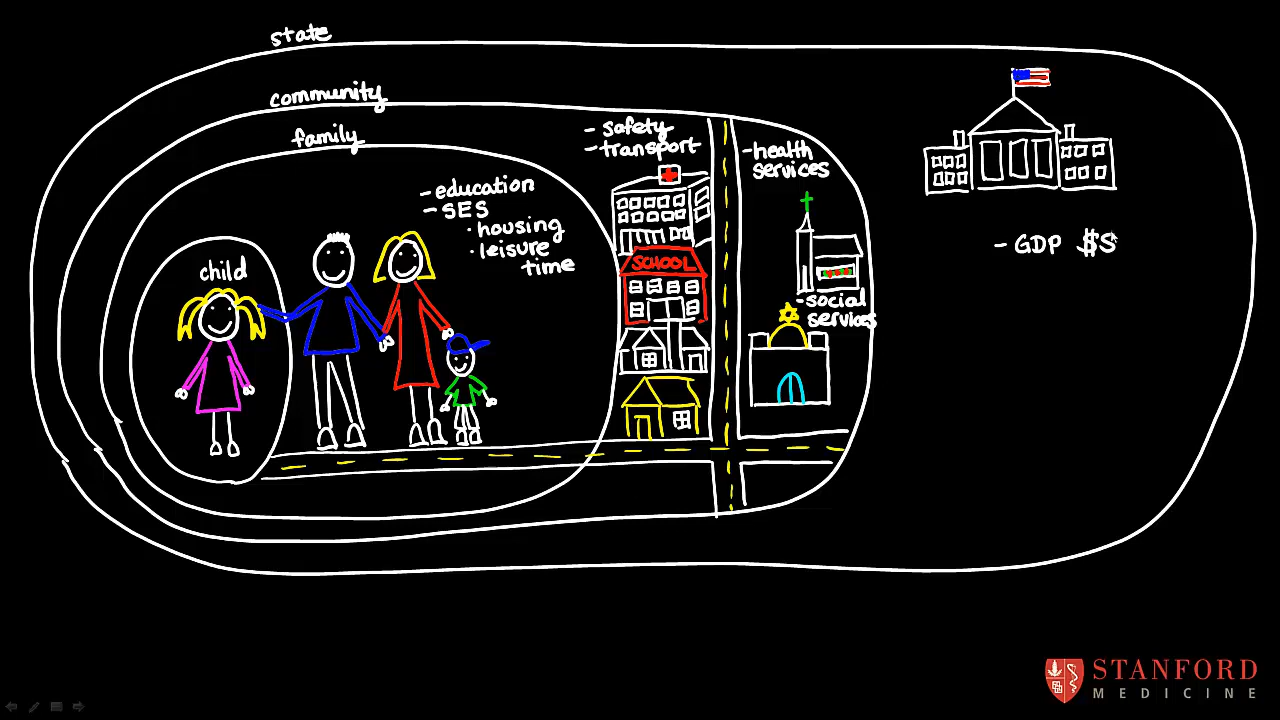 state
community
family
child
- education
- SES
· housing
· leisure
time
- safety
- transport
SCHOOL
- health
services
- social
services
- GDP $$
STANFORD
MEDICINE